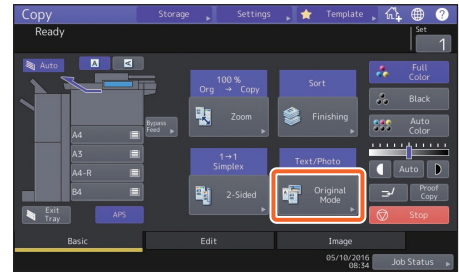 Copy
Storage
Settings
Template
Ready
Set
1
Auto
A
A
100 %
Org → Copy
Zoom
Sort
Finishing
Full
Color
Black
Auto
Color
Bypass
Feed
A4
A3
A4-R
B4
1→1
Simplex
2-Sided
Text/Photo
Original
Mode
Auto
Proof
Copy
Exit
Tray
APS
Stop
Basic
Edit
Image
05/10/2016
08:34
Job Status